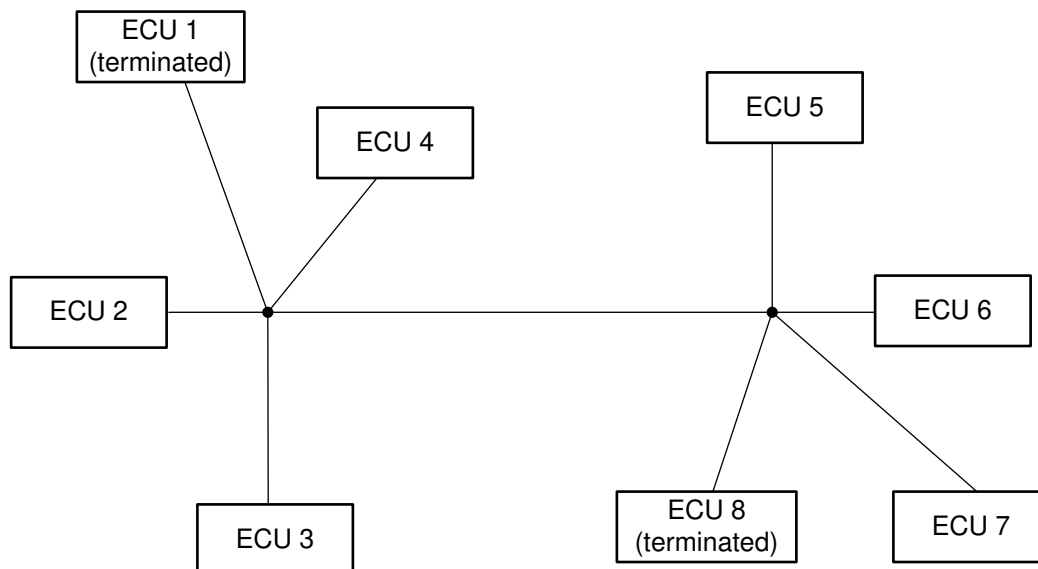 ECU 1
(terminated)
ECU 4
ECU 5
ECU 2
ECU 6
ECU 3
ECU 8
(terminated)
ECU 7